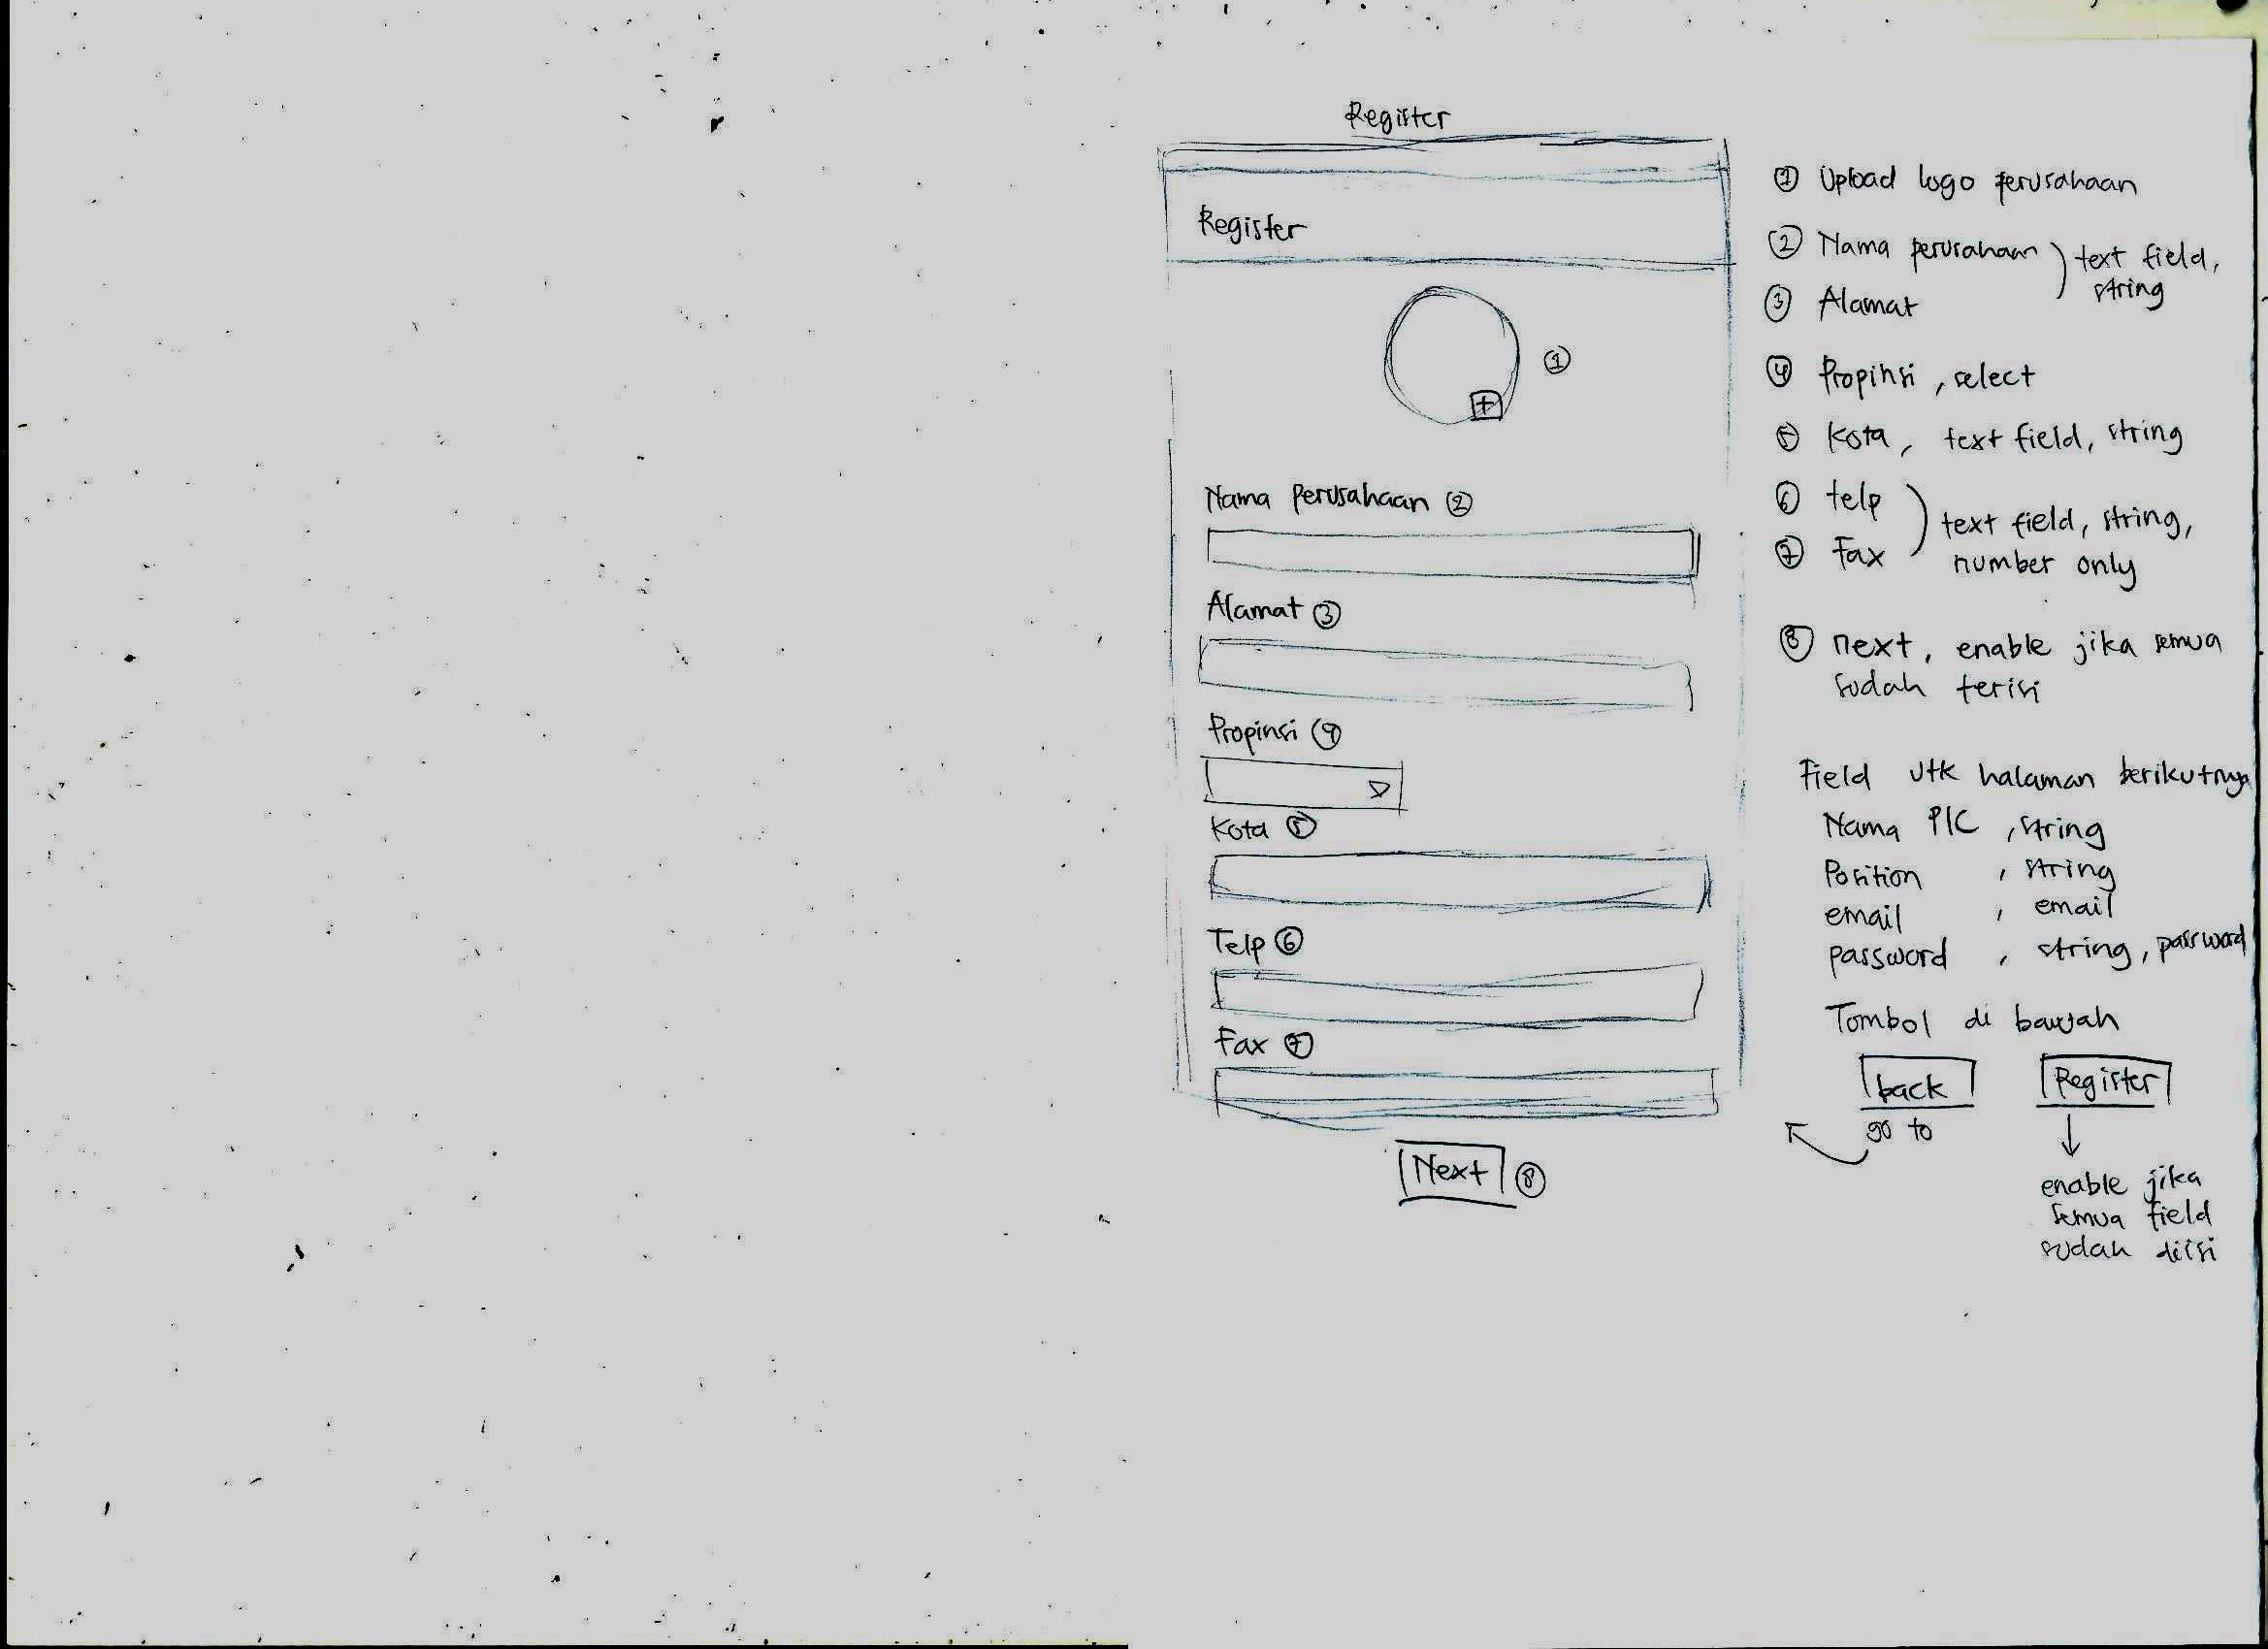 Register
Register
①
+
Nama perusahaan ②
Alamat ③
Propinsi ④
Kota ⑤
Telp ⑥
Fax ⑦
Next ⑧
① Upload logo perusahaan
② Nama perusahaan ) text field,
③ Alamat string
④ Propinsi , select
⑤ Kota , text field, string
⑥ telp ) text field, string,
⑦ Fax number only
⑧ next, enable jika semua
sudah terisi
Field utk halaman berikutnya
Nama PIC , string
Position , string
email , email
password , string, password
Tombol di bawah
back Register
go to
enable jika
semua field
sudah diisi